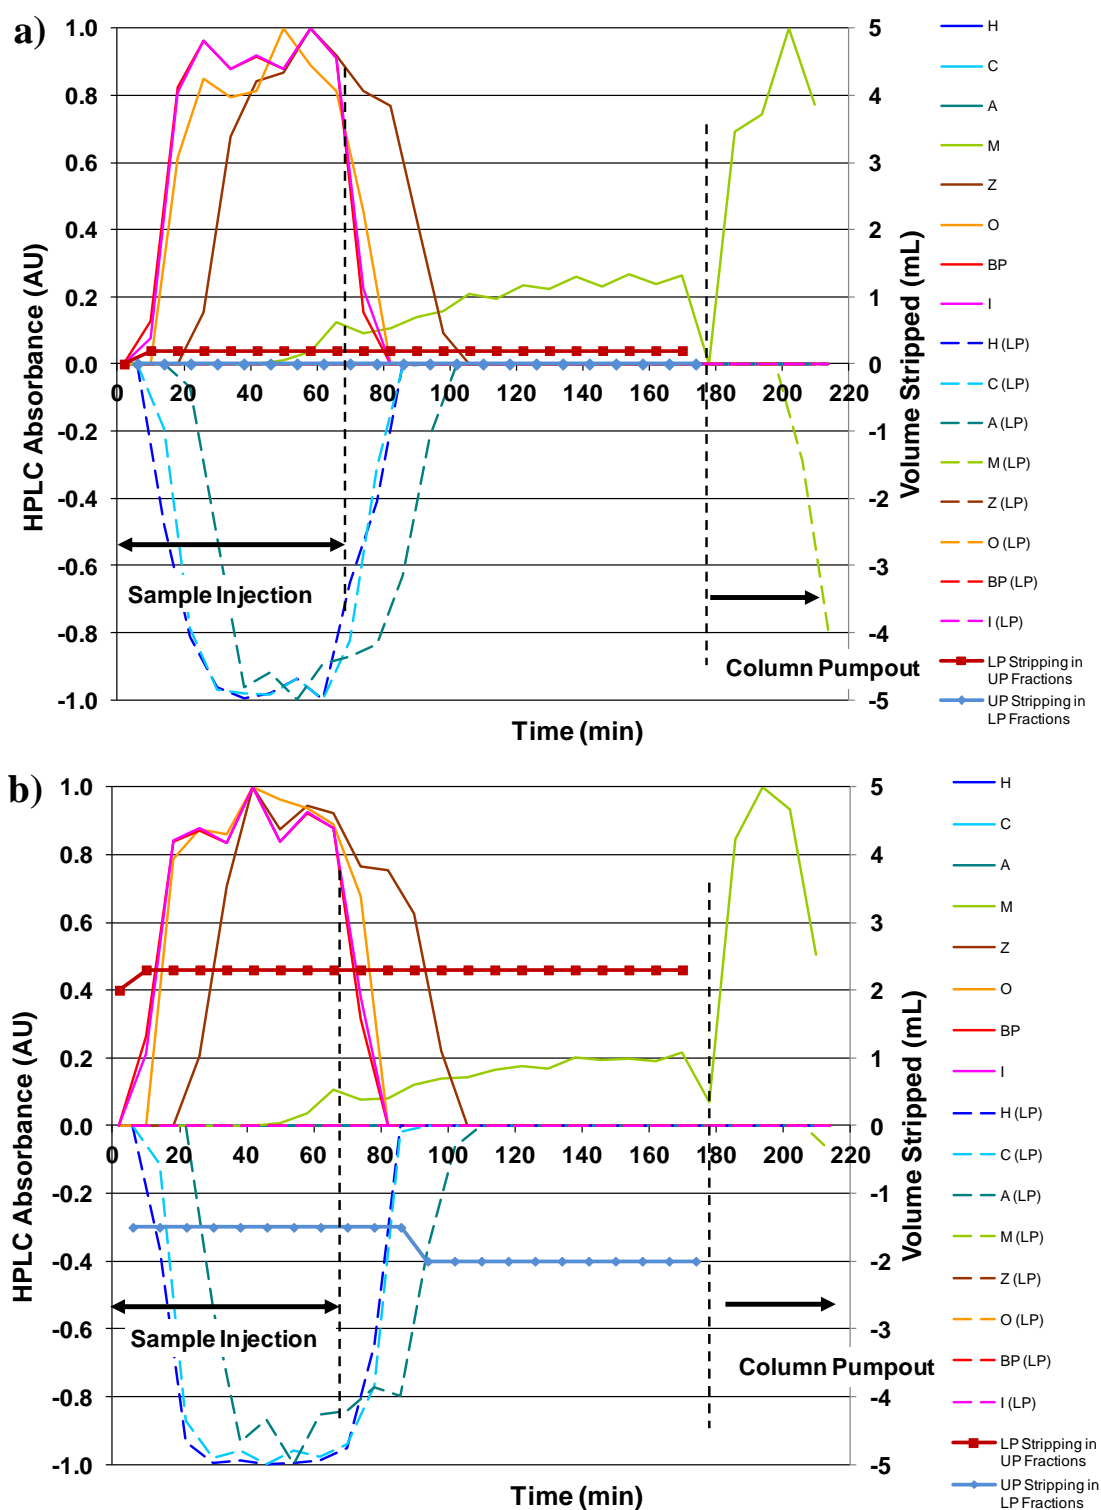 a)
1.0
0.8
0.6
0.4
0.2
0.0
-0.2
-0.4
-0.6
-0.8
-1.0
HPLC Absorbance (AU)
5
4
3
2
1
0
-1
-2
-3
-4
-5
Volume Stripped (mL)
0 20 40 60 80 100 120 140 160 180 200 220
Time (min)
Sample Injection
Column Pumpout
H
C
A
M
Z
O
BP
I
H (LP)
C (LP)
A (LP)
M (LP)
Z (LP)
O (LP)
BP (LP)
I (LP)
LP Stripping in
UP Fractions
UP Stripping in
LP Fractions
b)
1.0
0.8
0.6
0.4
0.2
0.0
-0.2
-0.4
-0.6
-0.8
-1.0
HPLC Absorbance (AU)
5
4
3
2
1
0
-1
-2
-3
-4
-5
Volume Stripped (mL)
0 20 40 60 80 100 120 140 160 180 200 220
Time (min)
Sample Injection
Column Pumpout
H
C
A
M
Z
O
BP
I
H (LP)
C (LP)
A (LP)
M (LP)
Z (LP)
O (LP)
BP (LP)
I (LP)
LP Stripping in
UP Fractions
UP Stripping in
LP Fractions